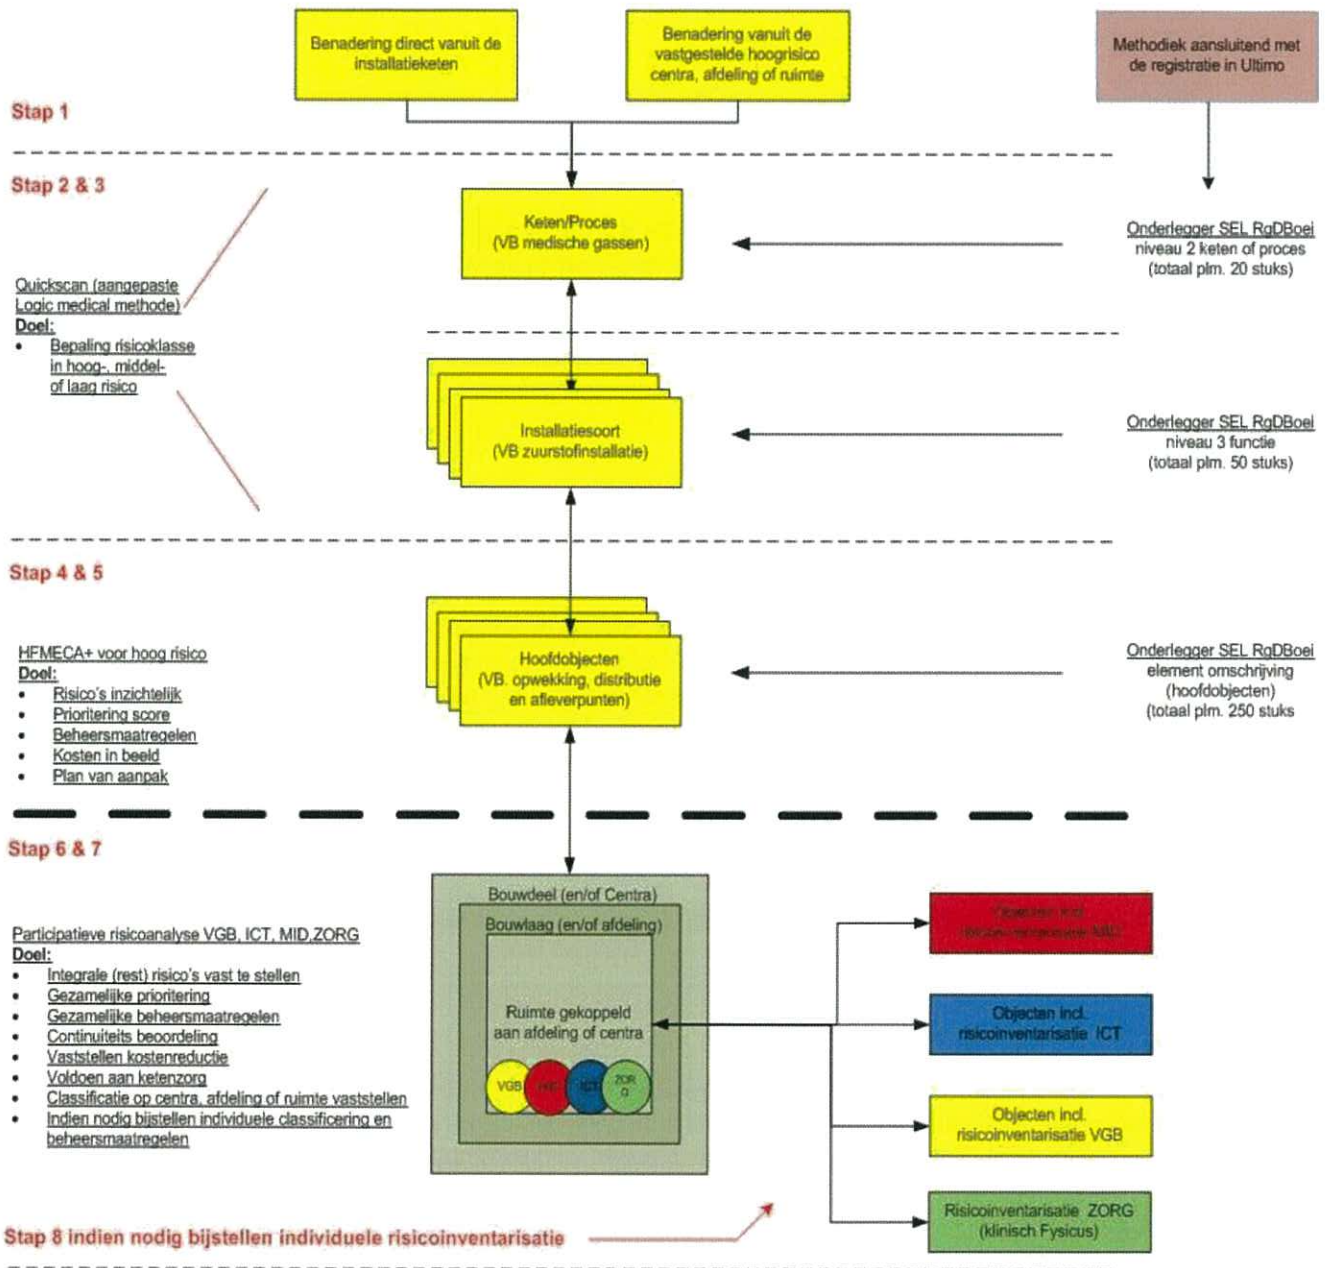 Benadering direct vanuit de
installatieketen
Benadering vanuit de
vastgestelde hoogrisico
centra, afdeling of ruimte
Methodiek aansluitend met
de registratie in Ultimo
Stap 1
Stap 2 & 3
Keten/Proces
(VB medische gassen)
Onderlegger SEL RgDBoei
niveau 2 keten of proces
(totaal plm. 20 stuks)
Quickscan (aangepaste
Logic medical methode)
Doel:
• Bepaling risicoklasse
in hoog-, middel-
of laag risico
Installatiesoort
(VB zuurstofinstallatie)
Onderlegger SEL RgDBoei
niveau 3 functie
(totaal plm. 50 stuks)
Stap 4 & 5
HFMECA+ voor hoog risico
Doel:
• Risico's inzichtelijk
• Prioritering score
• Beheersmaatregelen
• Kosten in beeld
• Plan van aanpak
Hoofdobjecten
(VB. opwekking, distributie
en afleverpunten)
Onderlegger SEL RgDBoei
element omschrijving
(hoofdobjecten)
(totaal plm. 250 stuks
Stap 6 & 7
Participatieve risicoanalyse VGB, ICT, MID,ZORG
Doel:
• Integrale (rest) risico's vast te stellen
• Gezamelijke prioritering
• Gezamelijke beheersmaatregelen
• Continuiteits beoordeling
• Vaststellen kostenreductie
• Voldoen aan ketenzorg
• Classificatie op centra, afdeling of ruimte vaststellen
• Indien nodig bijstellen individuele classificering en
beheersmaatregelen
Bouwdeel (en/of Centra)
Bouwlaag (en/of afdeling)
Ruimte gekoppeld
aan afdeling of centra
VGB
ICT
ZOR
G
Objecten incl.
risicoinventarisatie MID
Objecten incl.
risicoinventarisatie ICT
Objecten incl.
risicoinventarisatie VGB
Risicoinventarisatie ZORG
(klinisch Fysicus)
Stap 8 indien nodig bijstellen individuele risicoinventarisatie